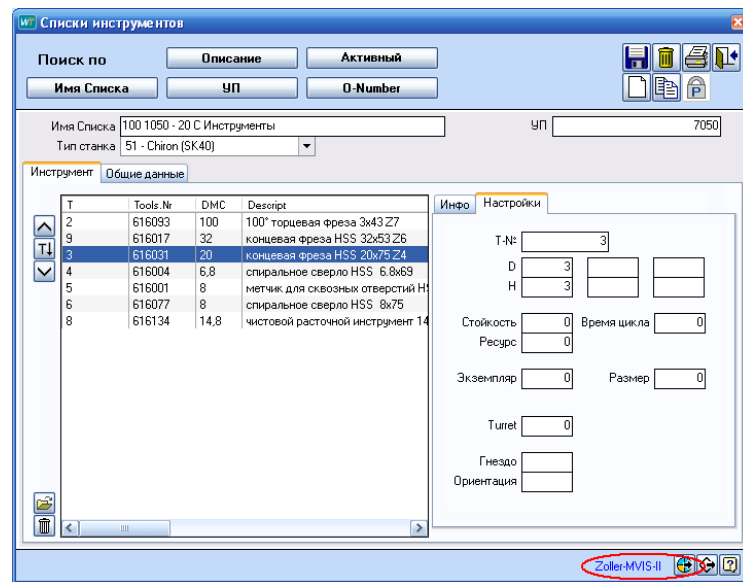 WT Списки инструментов
Поиск по Описание Активный
Имя Списка УП O-Number
Имя Списка 100 1050 - 20 С Инструменты УП 7050
Тип станка 51 - Chiron (SK40)
Инструмент Общие данные
T Tools.Nr DMC Descript
2 616093 100 100° торцевая фреза 3x43 Z7
9 616017 32 концевая фреза HSS 32x53 Z6
3 616031 20 концевая фреза HSS 20x75 Z4
4 616004 6,8 спиральное сверло HSS 6.8x69
5 616001 8 метчик для сквозных отверстий
6 616077 8 спиральное сверло HSS 8x75
8 616134 14,8 чистовой расточной инструмент 14
Инфо Настройки
T-№ 3
D 3
H 3
Стойкость 0 Время цикла 0
Ресурс 0
Экземпляр 0 Размер 0
Turret 0
Гнездо
Ориентация
Zoller-MVIS-II